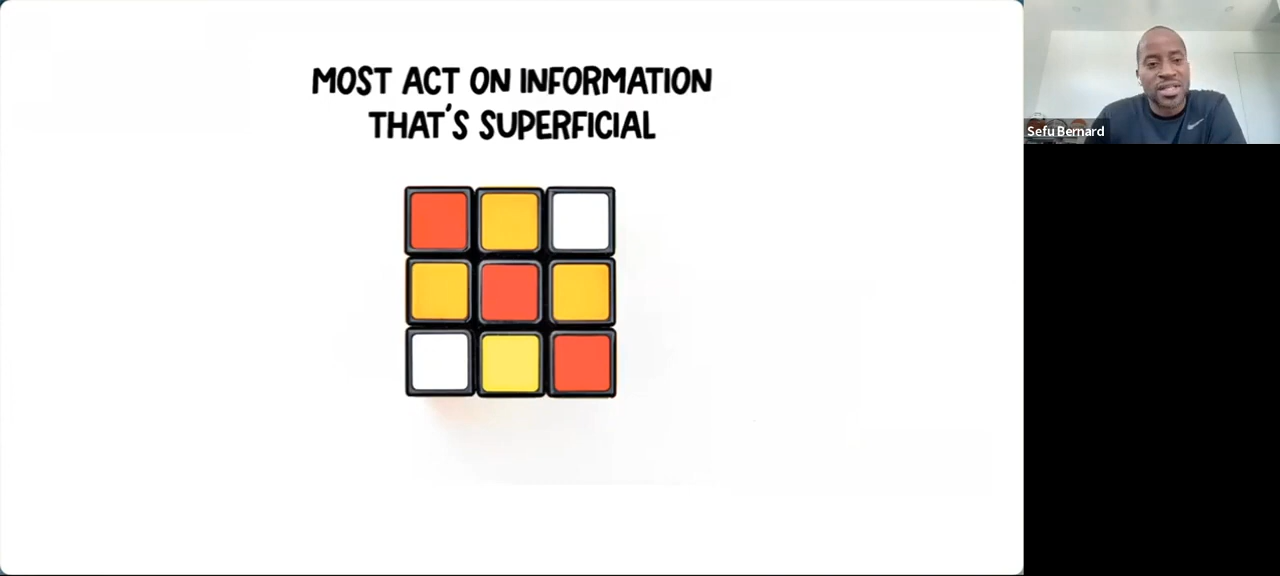 MOST ACT ON INFORMATION
THAT'S SUPERFICIAL
Sefu Bernard